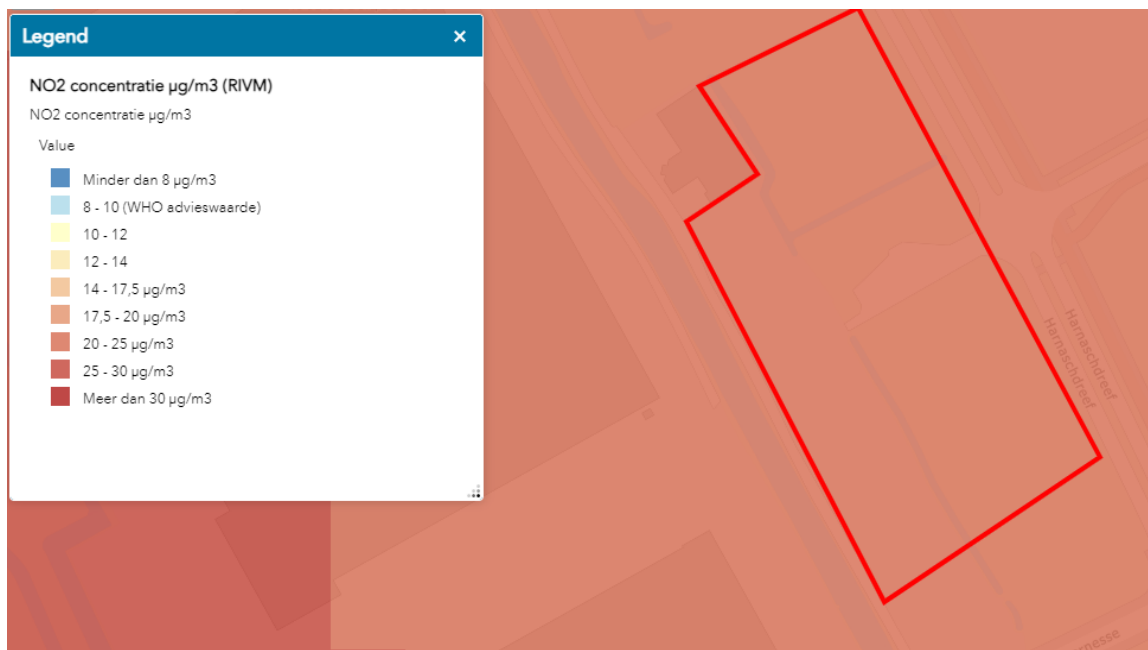 Legend
NO2 concentratie µg/m3 (RIVM)
NO2 concentratie µg/m3
Value
Minder dan 8 µg/m3
8 - 10 (WHO advieswaarde)
10 - 12
12 - 14
14 - 17,5 µg/m3
17,5 - 20 µg/m3
20 - 25 µg/m3
25 - 30 µg/m3
Meer dan 30 µg/m3
Harnaschdreef
Harnaschdreef